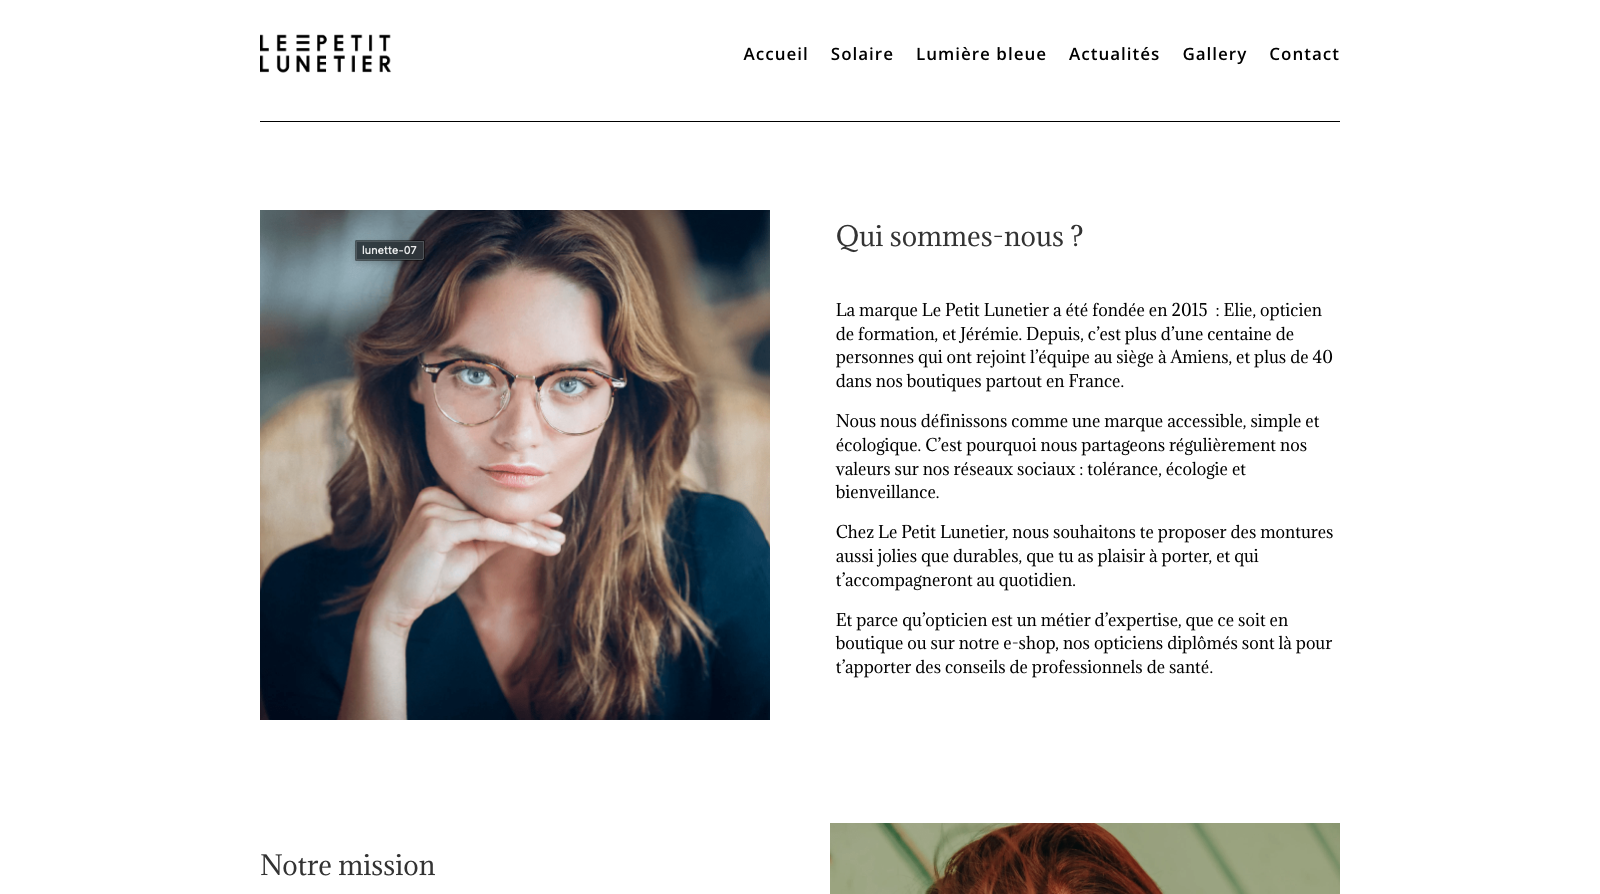 LE PETIT
LUNETIER
Accueil Solaire Lumière bleue Actualités Gallery Contact
lunette-07
Qui sommes-nous ?
La marque Le Petit Lunetier a été fondée en 2015  : Elie, opticien
de formation, et Jérémie. Depuis, c’est plus d’une centaine de
personnes qui ont rejoint l’équipe au siège à Amiens, et plus de 40
dans nos boutiques partout en France.
Nous nous définissons comme une marque accessible, simple et
écologique. C’est pourquoi nous partageons régulièrement nos
valeurs sur nos réseaux sociaux : tolérance, écologie et
bienveillance.
Chez Le Petit Lunetier, nous souhaitons te proposer des montures
aussi jolies que durables, que tu as plaisir à porter, et qui
t’accompagneront au quotidien.
Et parce qu’opticien est un métier d’expertise, que ce soit en
boutique ou sur notre e-shop, nos opticiens diplômés sont là pour
t’apporter des conseils de professionnels de santé.
Notre mission